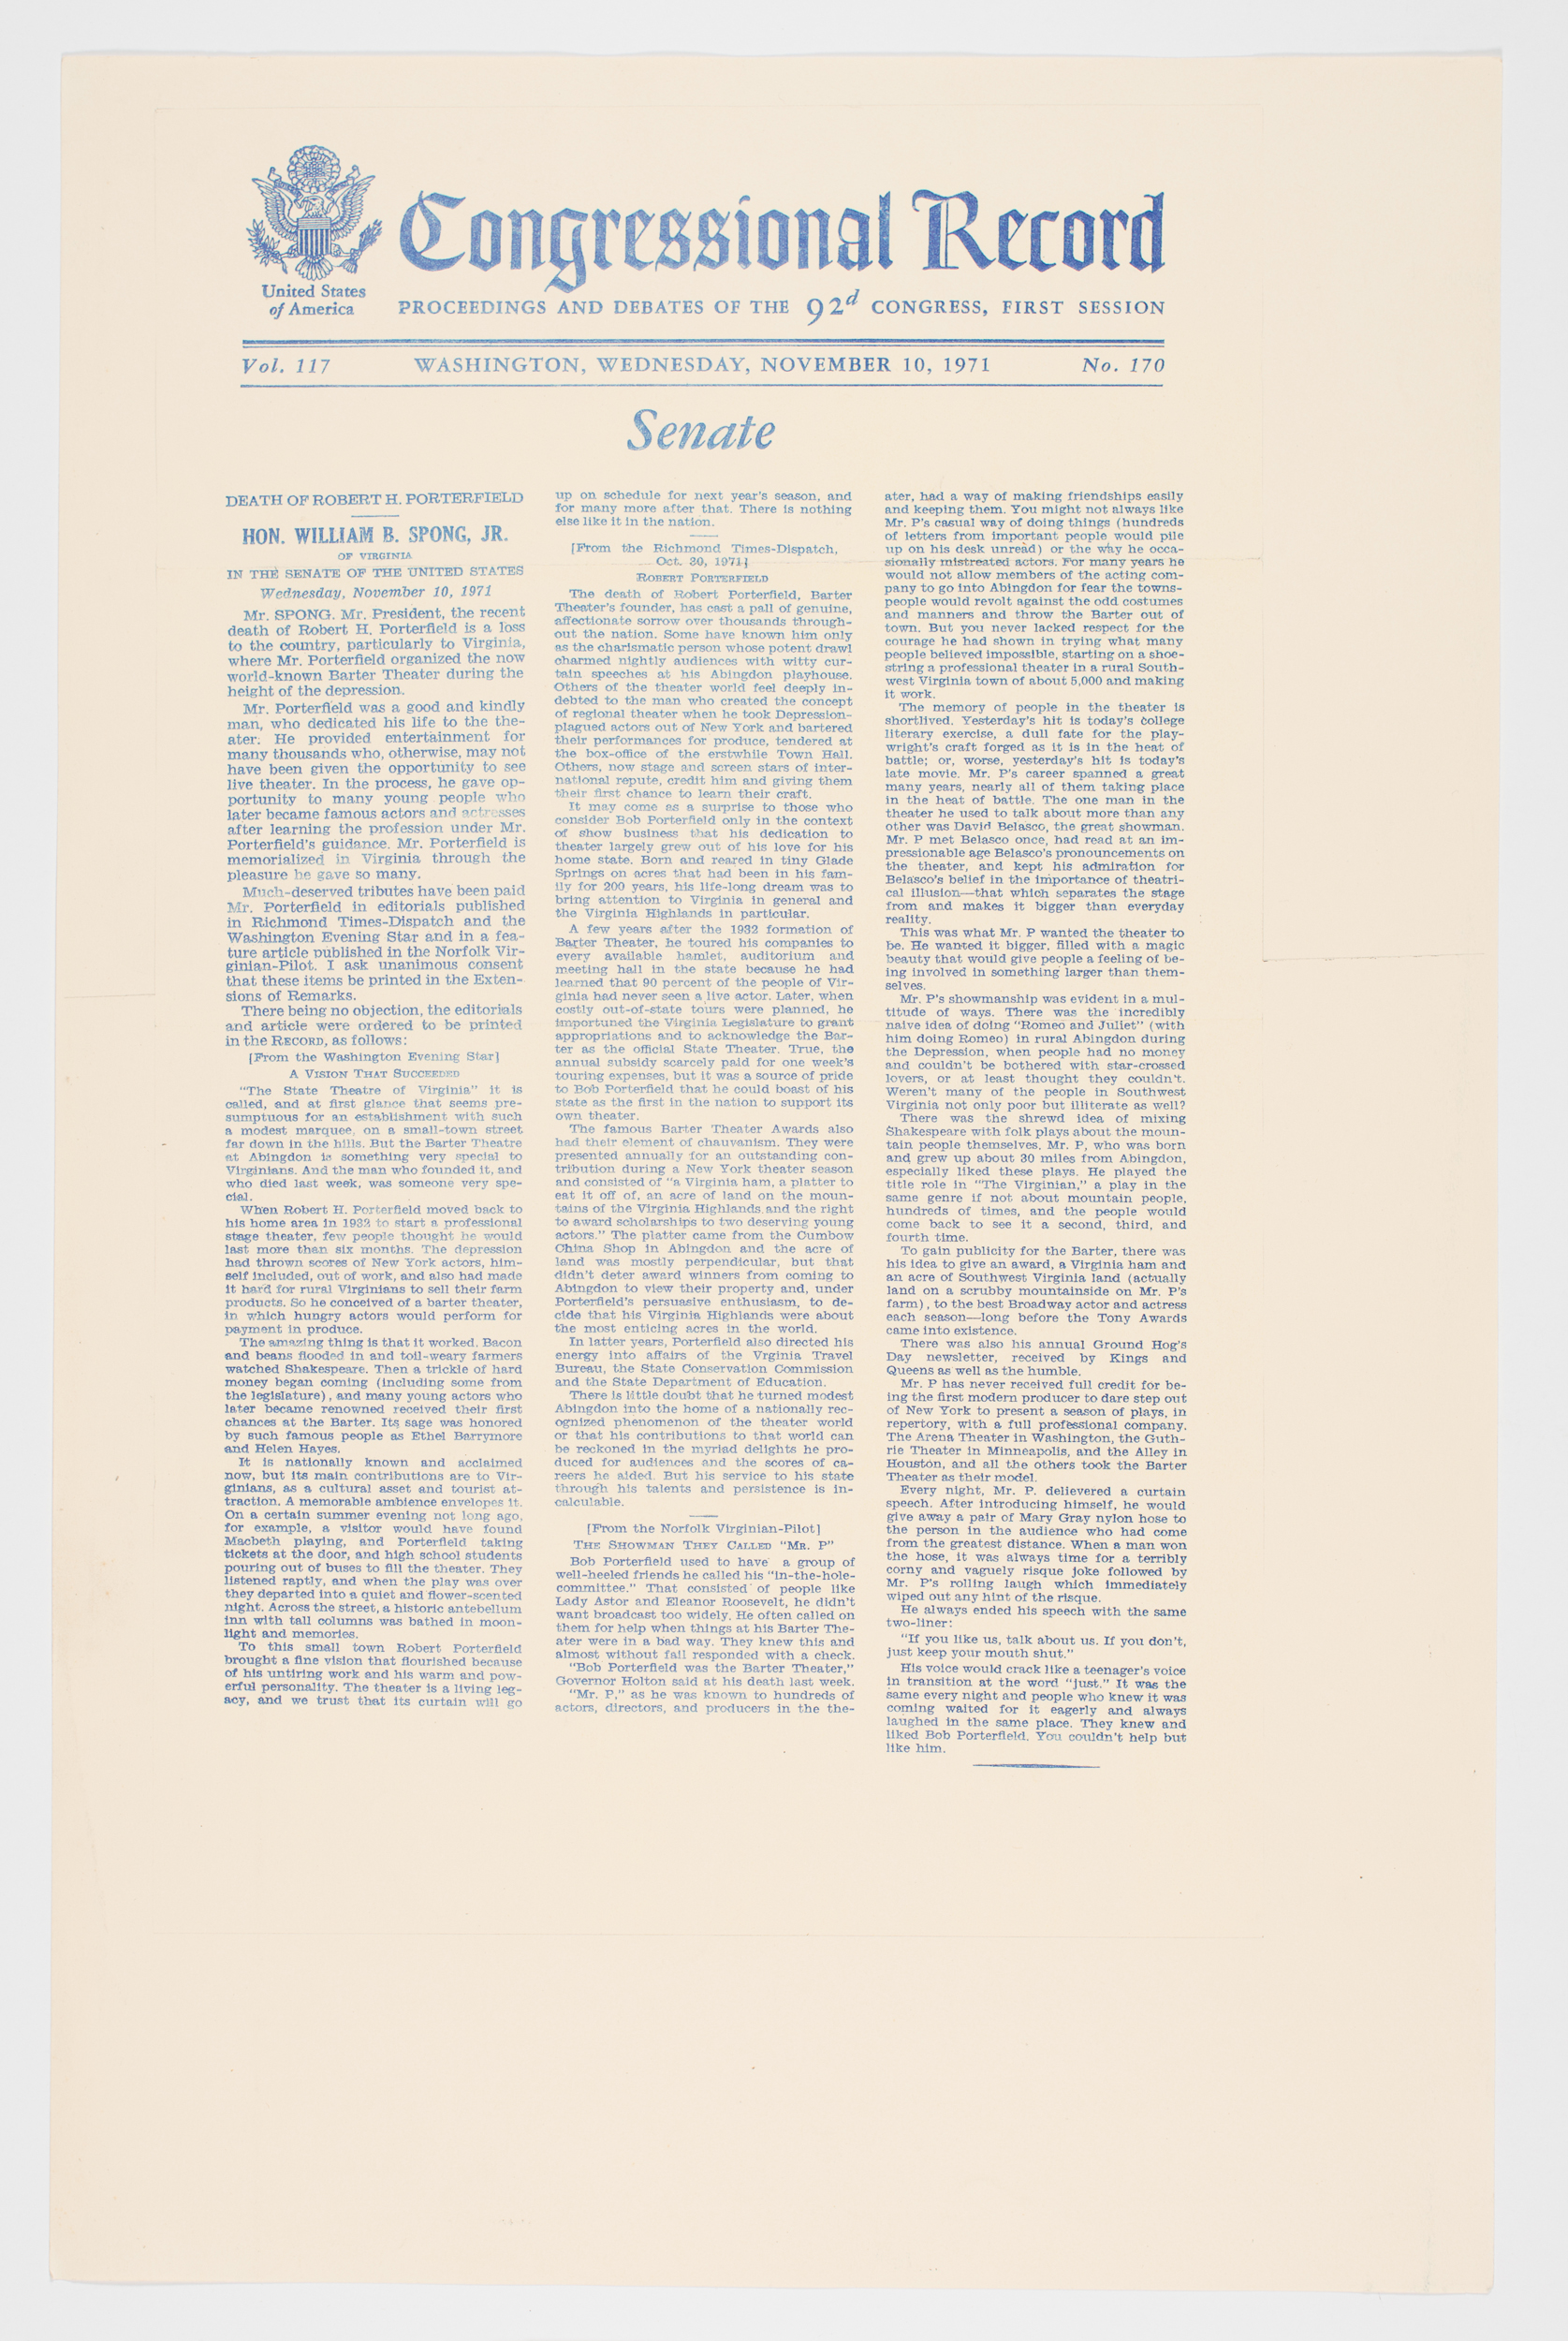 United States
of America
Congressional Record
PROCEEDINGS AND DEBATES OF THE 92d CONGRESS, FIRST SESSION
Vol. 117 WASHINGTON, WEDNESDAY, NOVEMBER 10, 1971 No. 170
Senate
DEATH OF ROBERT H. PORTERFIELD
HON. WILLIAM B. SPONG, JR.
OF VIRGINIA
IN THE SENATE OF THE UNITED STATES
Wednesday, November 10, 1971
Mr. SPONG. Mr. President, the recent
death of Robert H. Porterfield is a loss
to the country, particularly to Virginia,
where Mr. Porterfield organized the now
world-known Barter Theater during the
height of the depression.
Mr. Porterfield was a good and kindly
man, who dedicated his life to the the-
ater. He provided entertainment for
many thousands who, otherwise, may not
have been given the opportunity to see
live theater. In the process, he gave op-
portunity to many young people who
later became famous actors and actresses
after learning the profession under Mr.
Porterfield's guidance. Mr. Porterfield is
memorialized in Virginia through the
pleasure he gave so many.
Much-deserved tributes have been paid
Mr. Porterfield in editorials published
in Richmond Times-Dispatch and the
Washington Evening Star and in a fea-
ture article published in the Norfolk Vir-
ginian-Pilot. I ask unanimous consent
that these items be printed in the Exten-
sions of Remarks.
There being no objection, the editorials
and article were ordered to be printed
in the RECORD, as follows:
[From the Washington Evening Star]
A VISION THAT SUCCEEDED
"The State Theatre of Virginia" it is
called, and at first glance that seems pre-
sumptuous for an establishment with such
a modest marquee, on a small-town street
far down in the hills. But the Barter Theatre
at Abingdon is something very special to
Virginians. And the man who founded it, and
who died last week, was someone very spe-
cial.
When Robert H. Porterfield moved back to
his home area in 1932 to start a professional
stage theater, few people thought he would
last more than six months. The depression
had thrown scores of New York actors, him-
self included, out of work, and also had made
it hard for rural Virginians to sell their farm
products. So he conceived of a barter theater,
in which hungry actors would perform for
payment in produce.
The amazing thing is that it worked. Bacon
and beans flooded in and toil-weary farmers
watched Shakespeare. Then a trickle of hard
money began coming (including some from
the legislature), and many young actors who
later became renowned received their first
chances at the Barter. Its sage was honored
by such famous people as Ethel Barrymore
and Helen Hayes.
It is nationally known and acclaimed
now, but its main contributions are to Vir-
ginians, as a cultural asset and tourist at-
traction. A memorable ambience envelopes it.
On a certain summer evening not long ago,
for example, a visitor would have found
Macbeth playing, and Porterfield taking
tickets at the door, and high school students
pouring out of buses to fill the theater. They
listened raptly, and when the play was over
they departed into a quiet and flower-scented
night. Across the street, a historic antebellum
inn with tall columns was bathed in moon-
light and memories.
To this small town Robert Porterfield
brought a fine vision that flourished because
of his untiring work and his warm and pow-
erful personality. The theater is a living leg-
acy, and we trust that its curtain will go
up on schedule for next year's season, and
for many more after that. There is nothing
else like it in the nation.
[From the Richmond Times-Dispatch,
Oct. 30, 1971]
ROBERT PORTERFIELD
The death of Robert Porterfield, Barter
Theater's founder, has cast a pall of genuine,
affectionate sorrow over thousands through-
out the nation. Some have known him only
as the charismatic person whose potent drawl
charmed nightly audiences with witty cur-
tain speeches at his Abingdon playhouse.
Others of the theater world feel deeply in-
debted to the man who created the concept
of regional theater when he took Depression-
plagued actors out of New York and bartered
their performances for produce, tendered at
the box-office of the erstwhile Town Hall.
Others, now stage and screen stars of inter-
national repute, credit him and giving them
their first chance to learn their craft.
It may come as a surprise to those who
consider Bob Porterfield only in the context
of show business that his dedication to
theater largely grew out of his love for his
home state. Born and reared in tiny Glade
Springs on acres that had been in his fam-
ily for 200 years, his life-long dream was to
bring attention to Virginia in general and
the Virginia Highlands in particular.
A few years after the 1932 formation of
Barter Theater, he toured his companies to
every available hamlet, auditorium and
meeting hall in the state because he had
learned that 90 percent of the people of Vir-
ginia had never seen a live actor. Later, when
costly out-of-state tours were planned, he
importuned the Virginia Legislature to grant
appropriations and to acknowledge the Bar-
ter as the official State Theater. True, the
annual subsidy scarcely paid for one week's
touring expenses, but it was a source of pride
to Bob Porterfield that he could boast of his
state as the first in the nation to support its
own theater.
The famous Barter Theater Awards also
had their element of chauvanism. They were
presented annually for an outstanding con-
tribution during a New York theater season
and consisted of "a Virginia ham, a platter to
eat it off of, an acre of land on the moun-
tains of the Virginia Highlands and the right
to award scholarships to two deserving young
actors." The platter came from the Cumbow
China Shop in Abingdon and the acre of
land was mostly perpendicular, but that
didn't deter award winners from coming to
Abingdon to view their property and, under
Porterfield's persuasive enthusiasm, to de-
cide that his Virginia Highlands were about
the most enticing acres in the world.
In latter years, Porterfield also directed his
energy into affairs of the Vrginia Travel
Bureau, the State Conservation Commission
and the State Department of Education.
There is little doubt that he turned modest
Abingdon into the home of a nationally rec-
ognized phenomenon of the theater world
or that his contributions to that world can
be reckoned in the myriad delights he pro-
duced for audiences and the scores of ca-
reers he aided. But his service to his state
through his talents and persistence is in-
calculable.
[From the Norfolk Virginian-Pilot]
THE SHOWMAN THEY CALLED "MR. P"
Bob Porterfield used to have a group of
well-heeled friends he called his "in-the-hole-
committee." That consisted of people like
Lady Astor and Eleanor Roosevelt, he didn't
want broadcast too widely. He often called on
them for help when things at his Barter The-
ater were in a bad way. They knew this and
almost without fail responded with a check.
"Bob Porterfield was the Barter Theater,"
Governor Holton said at his death last week.
"Mr. P," as he was known to hundreds of
actors, directors, and producers in the the-
ater, had a way of making friendships easily
and keeping them. You might not always like
Mr. P's casual way of doing things (hundreds
of letters from important people would pile
up on his desk unread) or the way he occa-
sionally mistreated actors. For many years he
would not allow members of the acting com-
pany to go into Abingdon for fear the towns-
people would revolt against the odd costumes
and manners and throw the Barter out of
town. But you never lacked respect for the
courage he had shown in trying what many
people believed impossible, starting on a shoe-
string a professional theater in a rural South-
west Virginia town of about 5,000 and making
it work.
The memory of people in the theater is
shortlived. Yesterday's hit is today's college
literary exercise, a dull fate for the play-
wright's craft forged as it is in the heat of
battle; or, worse, yesterday's hit is today's
late movie. Mr. P's career spanned a great
many years, nearly all of them taking place
in the heat of battle. The one man in the
theater he used to talk about more than any
other was David Belasco, the great showman.
Mr. P met Belasco once, had read at an im-
pressionable age Belasco's pronouncements on
the theater, and kept his admiration for
Belasco's belief in the importance of theatri-
cal illusion—that which separates the stage
from and makes it bigger than everyday
reality.
This was what Mr. P wanted the theater to
be. He wanted it bigger, filled with a magic
beauty that would give people a feeling of be-
ing involved in something larger than them-
selves.
Mr. P's showmanship was evident in a mul-
titude of ways. There was the incredibly
naive idea of doing "Romeo and Juliet" (with
him doing Romeo) in rural Abingdon during
the Depression, when people had no money
and couldn't be bothered with star-crossed
lovers, or at least thought they couldn't.
Weren't many of the people in Southwest
Virginia not only poor but illiterate as well?
There was the shrewd idea of mixing
Shakespeare with folk plays about the moun-
tain people themselves. Mr. P, who was born
and grew up about 30 miles from Abingdon,
especially liked these plays. He played the
title role in "The Virginian," a play in the
same genre if not about mountain people,
hundreds of times, and the people would
come back to see it a second, third, and
fourth time.
To gain publicity for the Barter, there was
his idea to give an award, a Virginia ham and
an acre of Southwest Virginia land (actually
land on a scrubby mountainside on Mr. P's
farm), to the best Broadway actor and actress
each season—long before the Tony Awards
came into existence.
There was also his annual Ground Hog's
Day newsletter, received by Kings and
Queens as well as the humble.
Mr. P has never received full credit for be-
ing the first modern producer to dare step out
of New York to present a season of plays, in
repertory, with a full professional company.
The Arena Theater in Washington, the Guth-
rie Theater in Minneapolis, and the Alley in
Houston, and all the others took the Barter
Theater as their model.
Every night, Mr. P. delievered a curtain
speech. After introducing himself, he would
give away a pair of Mary Gray nylon hose to
the person in the audience who had come
from the greatest distance. When a man won
the hose, it was always time for a terribly
corny and vaguely risque joke followed by
Mr. P's rolling laugh which immediately
wiped out any hint of the risque.
He always ended his speech with the same
two-liner:
"If you like us, talk about us. If you don't,
just keep your mouth shut."
His voice would crack like a teenager's voice
in transition at the word "just." It was the
same every night and people who knew it was
coming waited for it eagerly and always
laughed in the same place. They knew and
liked Bob Porterfield. You couldn't help but
like him.